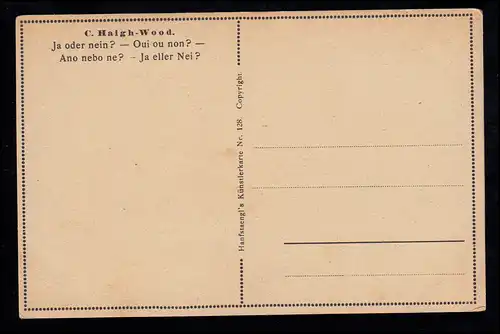 C. Haigh-Wood.
Ja oder nein? — Oui ou non? —
Ano nebo ne? – Ja eller Nei?
Hanfstaengl's Künstlerkarte Nr. 128. Copyright.